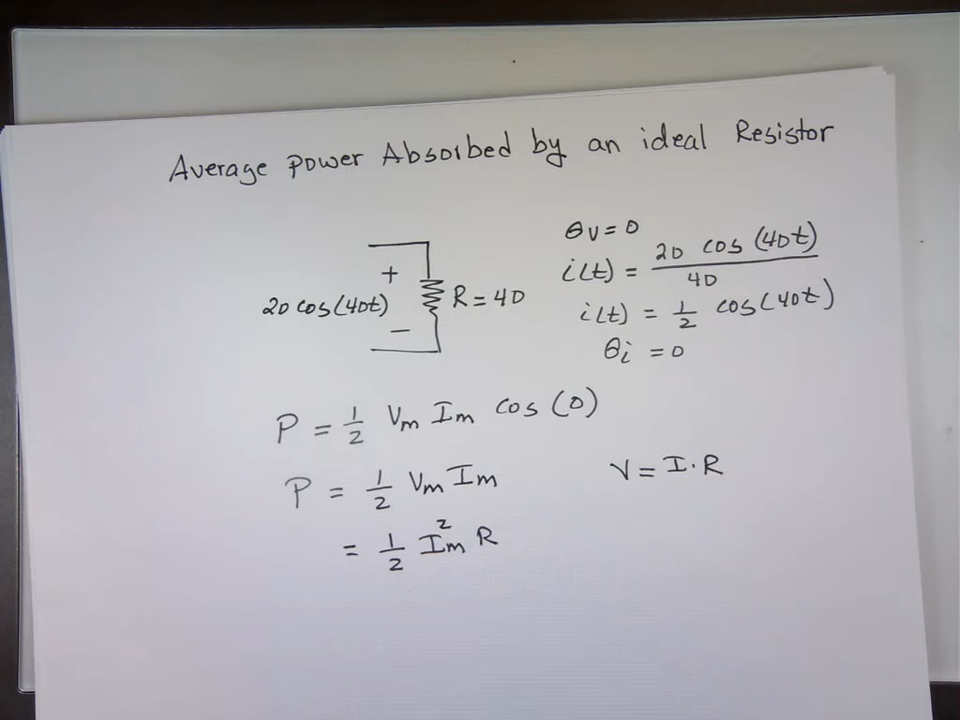 Average power Absorbed by an ideal Resistor
+
20 cos(40t)
−
R = 40
θv = 0
i(t) = 20 cos(40t) / 40
i(t) = 1/2 cos(40t)
θi = 0
P = 1/2 Vm Im cos(0)
P = 1/2 Vm Im
V = I·R
= 1/2 Im² R